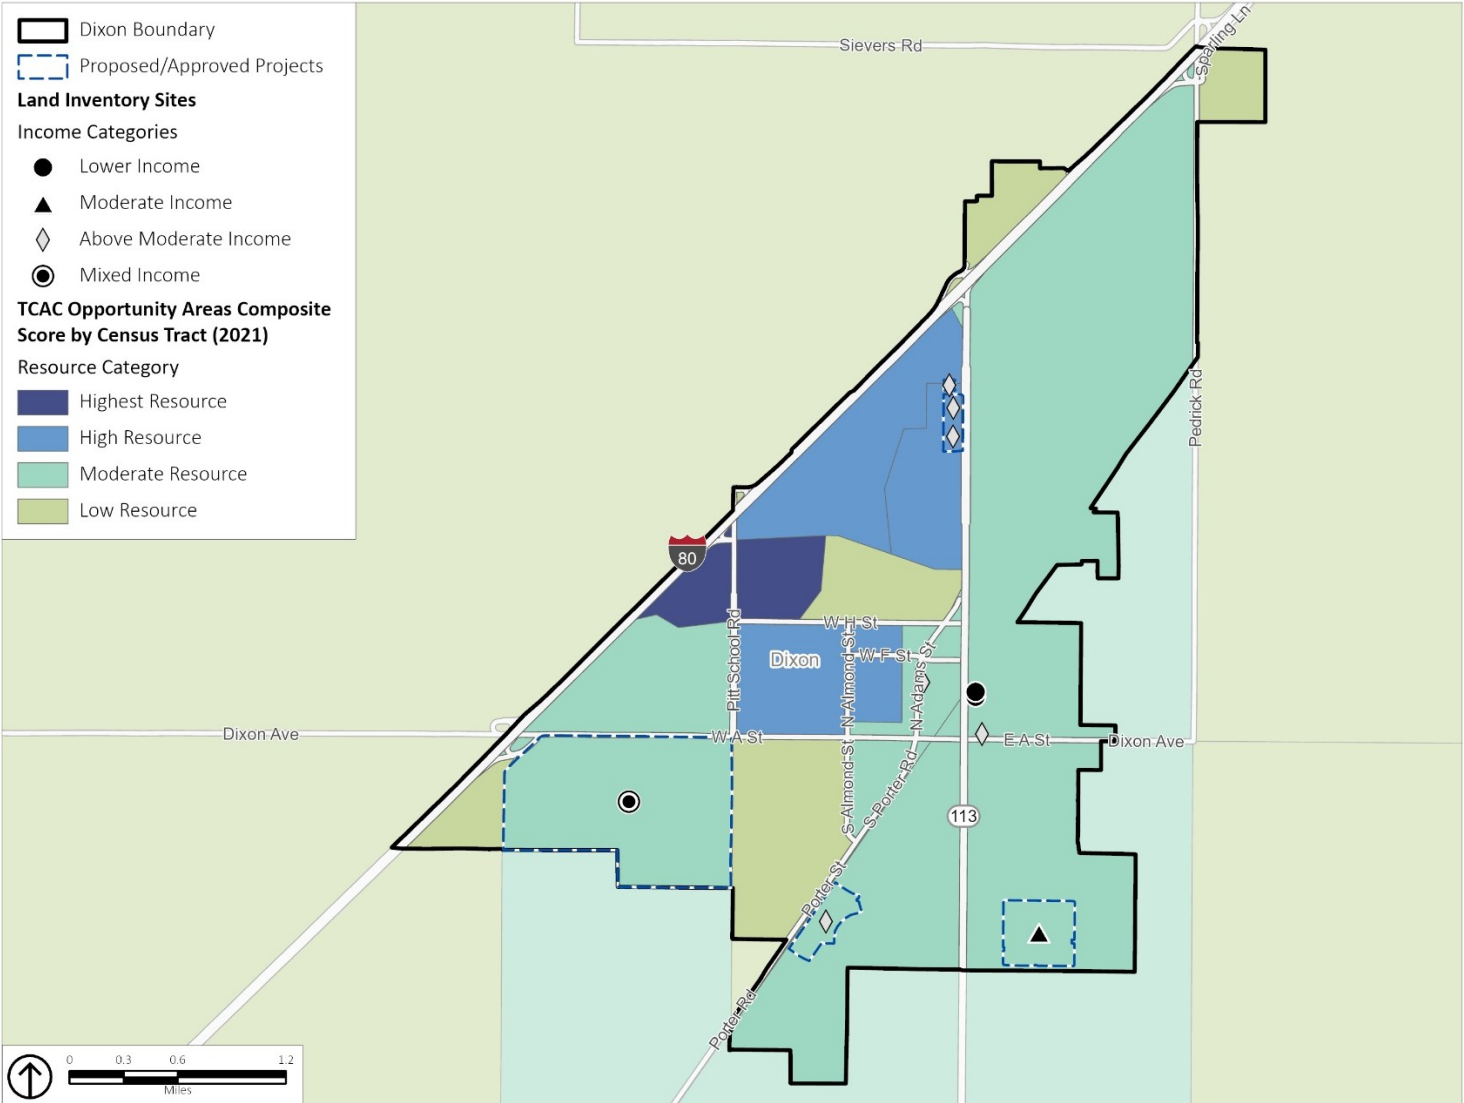 Dixon Boundary
Proposed/Approved Projects
Land Inventory Sites
Income Categories
Lower Income
Moderate Income
Above Moderate Income
Mixed Income
TCAC Opportunity Areas Composite
Score by Census Tract (2021)
Resource Category
Highest Resource
High Resource
Moderate Resource
Low Resource
Sievers Rd
Sparling Ln
Pedrick Rd
80
Pitt School Rd
W H St
Dixon
W F St
N Almond St
N Adams St
Dixon Ave
W A St
E A St
Dixon Ave
S Almond St
S Porter Rd
113
Porter St
Porter Rd
0 0.3 0.6 1.2
Miles